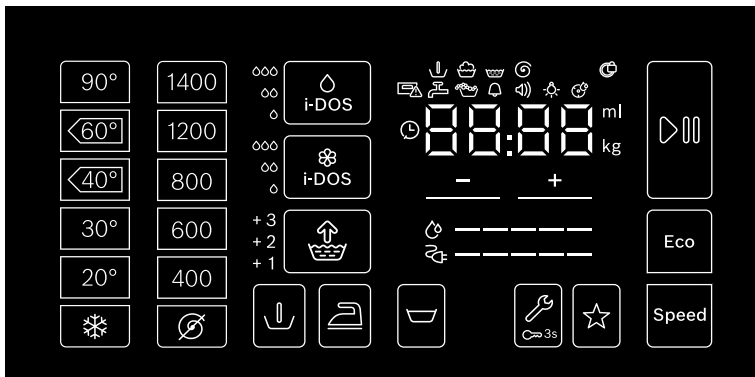 90°
60°
40°
30°
20°
1400
1200
800
600
400
i-DOS
i-DOS
+ 3
+ 2
+ 1
88:88
ml
kg
−
+
3s
Eco
Speed